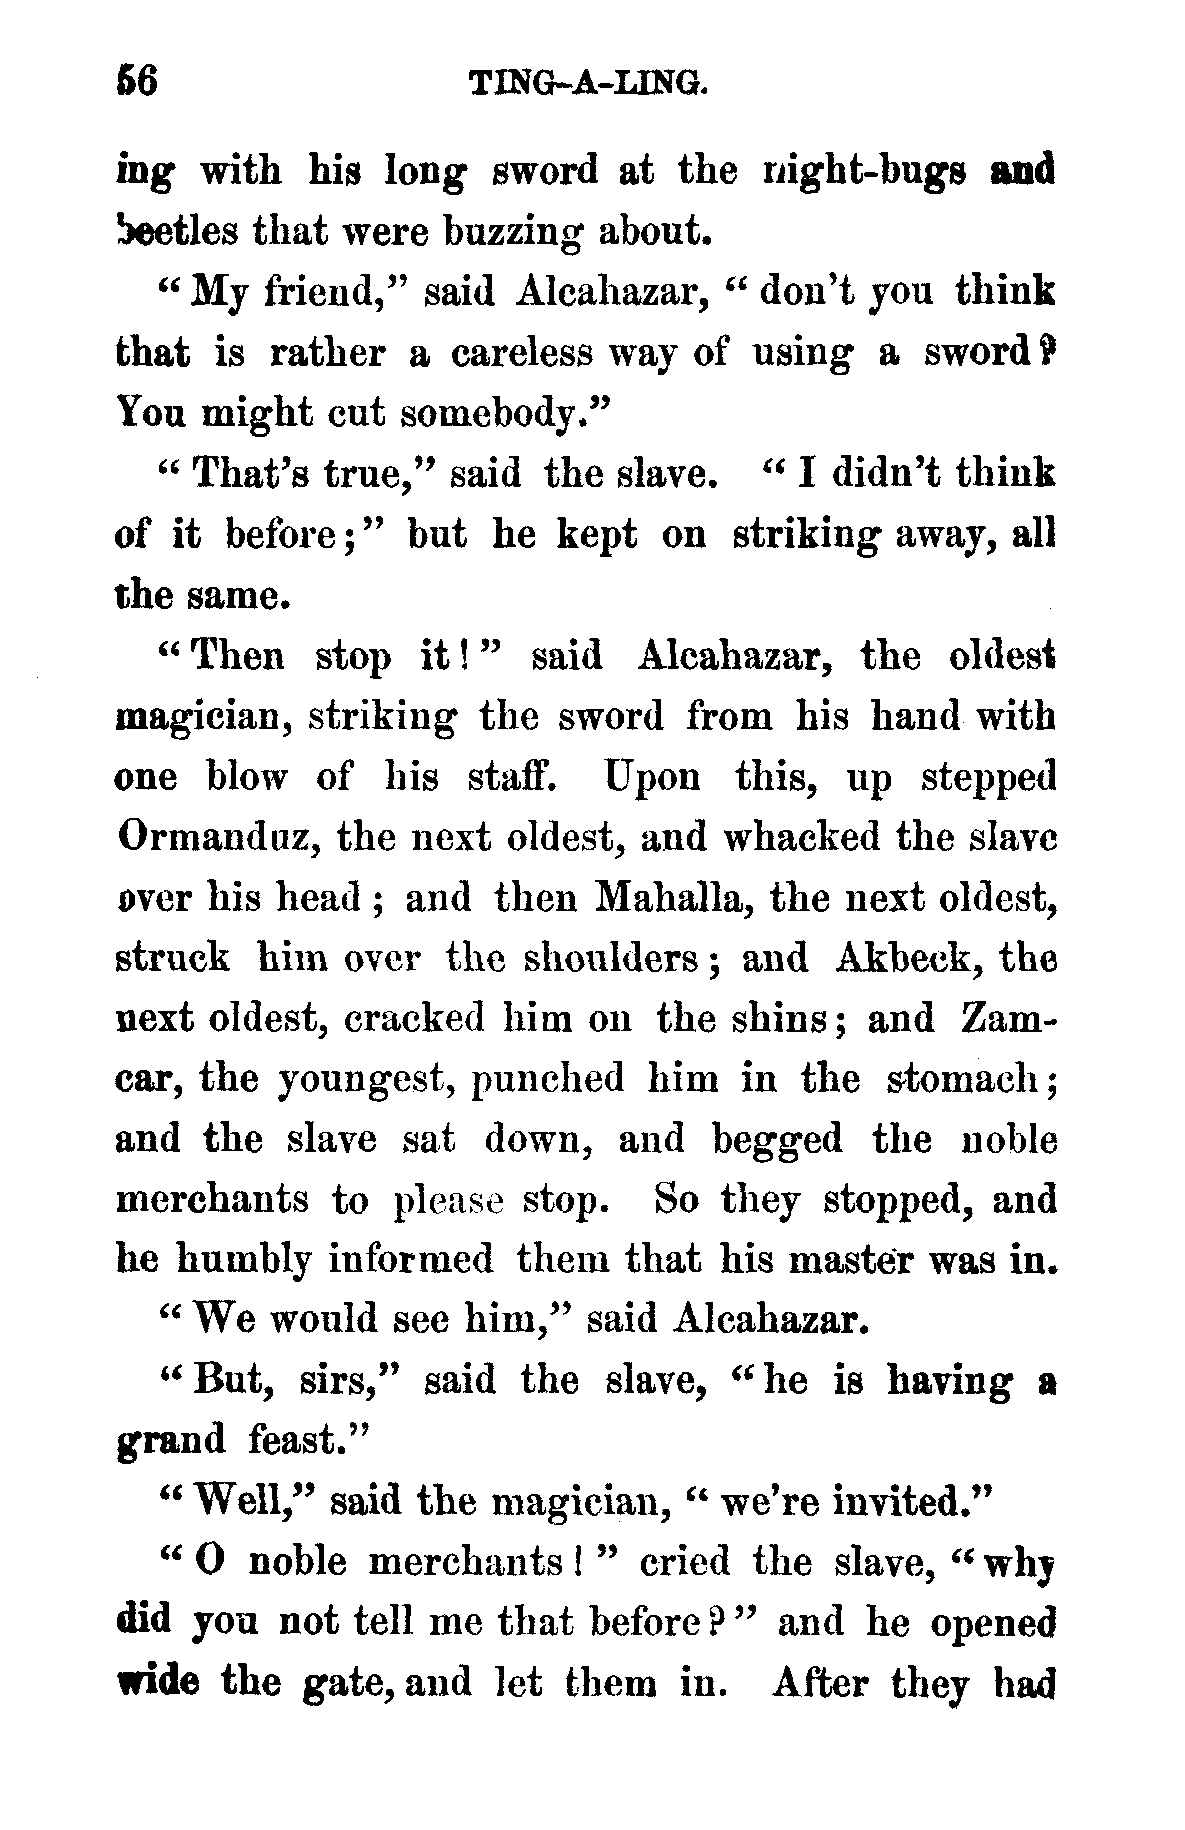 56 TING-A-LING.
ing with his long sword at the night-bugs and
beetles that were buzzing about.
“ My friend,” said Alcahazar, “ don’t you think
that is rather a careless way of using a sword?
You might cut somebody.”
“ That’s true,” said the slave. “ I didn’t think
of it before;” but he kept on striking away, all
the same.
“ Then stop it! ” said Alcahazar, the oldest
magician, striking the sword from his hand with
one blow of his staff. Upon this, up stepped
Ormanduz, the next oldest, and whacked the slave
over his head ; and then Mahalla, the next oldest,
struck him over the shoulders ; and Akbeck, the
next oldest, cracked him on the shins ; and Zam-
car, the youngest, punched him in the stomach ;
and the slave sat down, and begged the noble
merchants to please stop. So they stopped, and
he humbly informed them that his master was in.
“ We would see him,” said Alcahazar.
“ But, sirs,” said the slave, “ he is having a
grand feast.”
“ Well,” said the magician, “ we’re invited.”
“ O noble merchants ! ” cried the slave, “ why
did you not tell me that before ? ” and he opened
wide the gate, and let them in. After they had